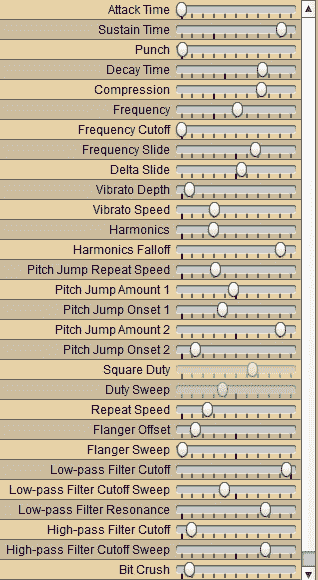 Attack Time
Sustain Time
Punch
Decay Time
Compression
Frequency
Frequency Cutoff
Frequency Slide
Delta Slide
Vibrato Depth
Vibrato Speed
Harmonics
Harmonics Falloff
Pitch Jump Repeat Speed
Pitch Jump Amount 1
Pitch Jump Onset 1
Pitch Jump Amount 2
Pitch Jump Onset 2
Square Duty
Duty Sweep
Repeat Speed
Flanger Offset
Flanger Sweep
Low-pass Filter Cutoff
Low-pass Filter Cutoff Sweep
Low-pass Filter Resonance
High-pass Filter Cutoff
High-pass Filter Cutoff Sweep
Bit Crush